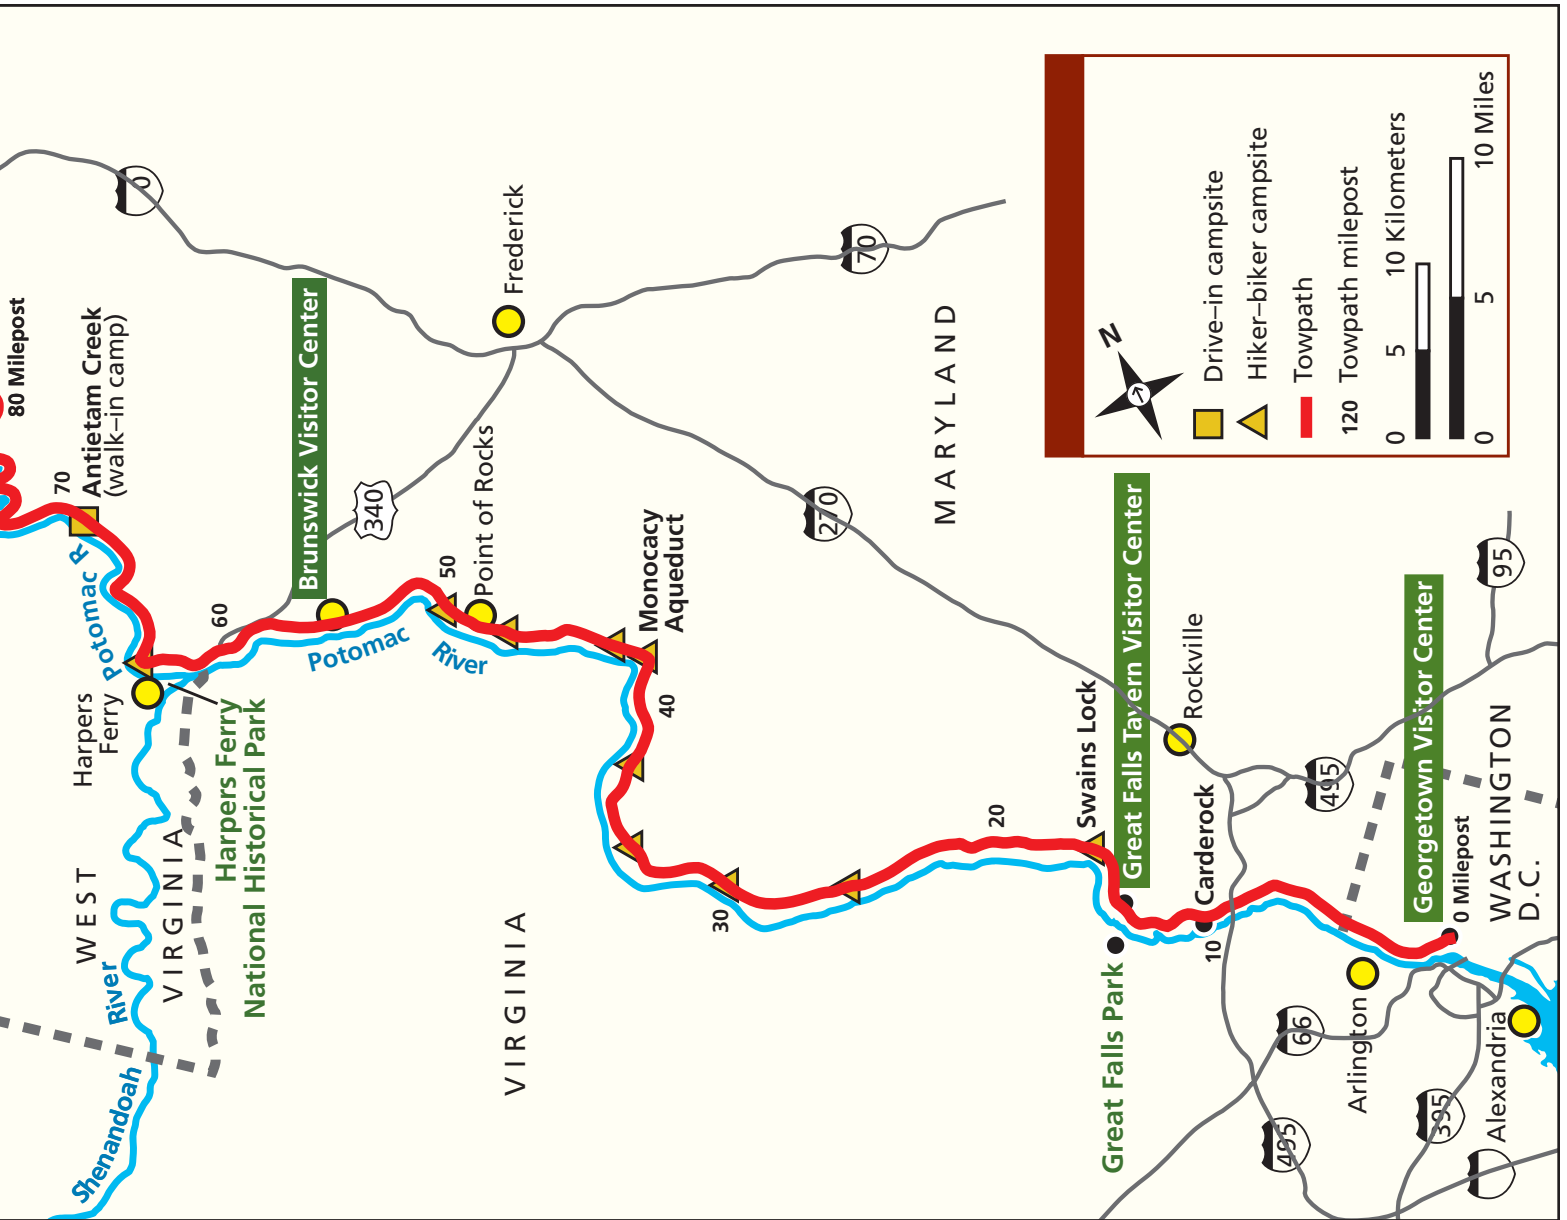 80 Milepost
70
Antietam Creek
(walk–in camp)
Potomac R.
Harpers
Ferry
60
Harpers Ferry
National Historical Park
WEST
VIRGINIA
Shenandoah
River
Brunswick Visitor Center
340
Potomac
River
50
Point of Rocks
Frederick
70
Monocacy
Aqueduct
40
30
VIRGINIA
MARYLAND
270
20
Swains Lock
Great Falls Tavern Visitor Center
Great Falls Park
Rockville
Carderock
10
495
95
Georgetown Visitor Center
0 Milepost
WASHINGTON
D.C.
Arlington
66
495
395
Alexandria
N
Drive–in campsite
Hiker–biker campsite
Towpath
120 Towpath milepost
0 5 10 Kilometers
0 5 10 Miles